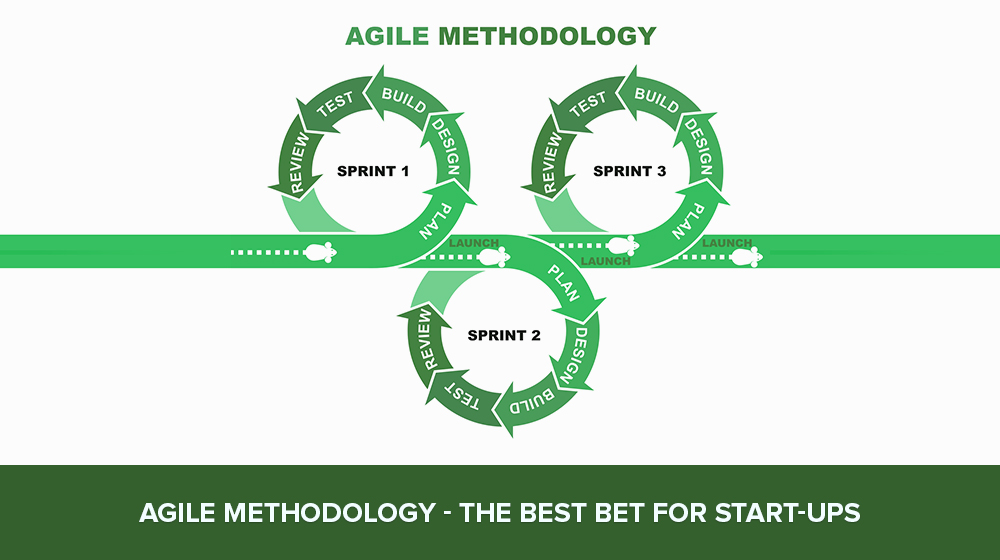 AGILE METHODOLOGY
SPRINT 1
PLAN
DESIGN
BUILD
TEST
REVIEW
LAUNCH
SPRINT 2
PLAN
DESIGN
BUILD
TEST
REVIEW
LAUNCH
SPRINT 3
PLAN
DESIGN
BUILD
TEST
REVIEW
LAUNCH
AGILE METHODOLOGY - THE BEST BET FOR START-UPS